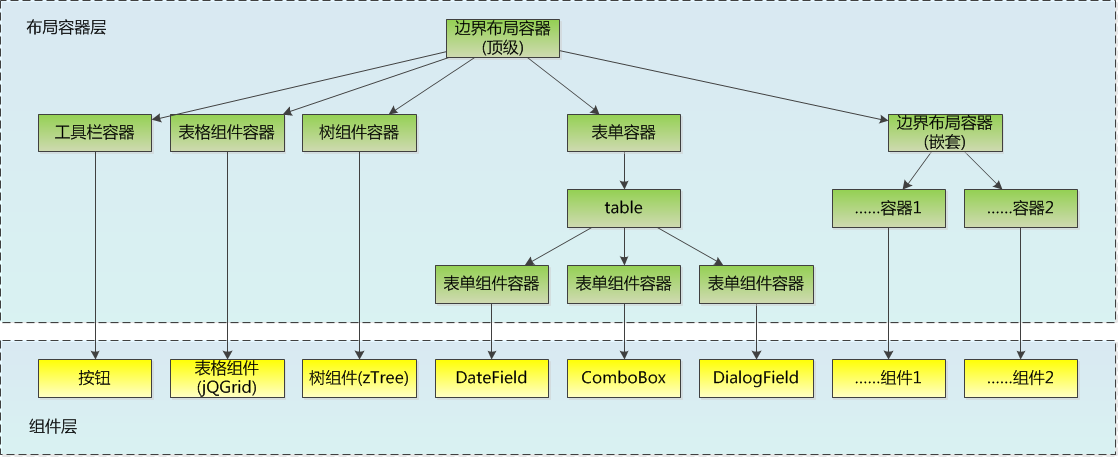 布局容器层
边界布局容器
(顶级)
工具栏容器
表格组件容器
树组件容器
表单容器
边界布局容器
(嵌套)
table
......容器1
......容器2
表单组件容器
表单组件容器
表单组件容器
按钮
表格组件
(jQGrid)
树组件(zTree)
DateField
ComboBox
DialogField
......组件1
......组件2
组件层